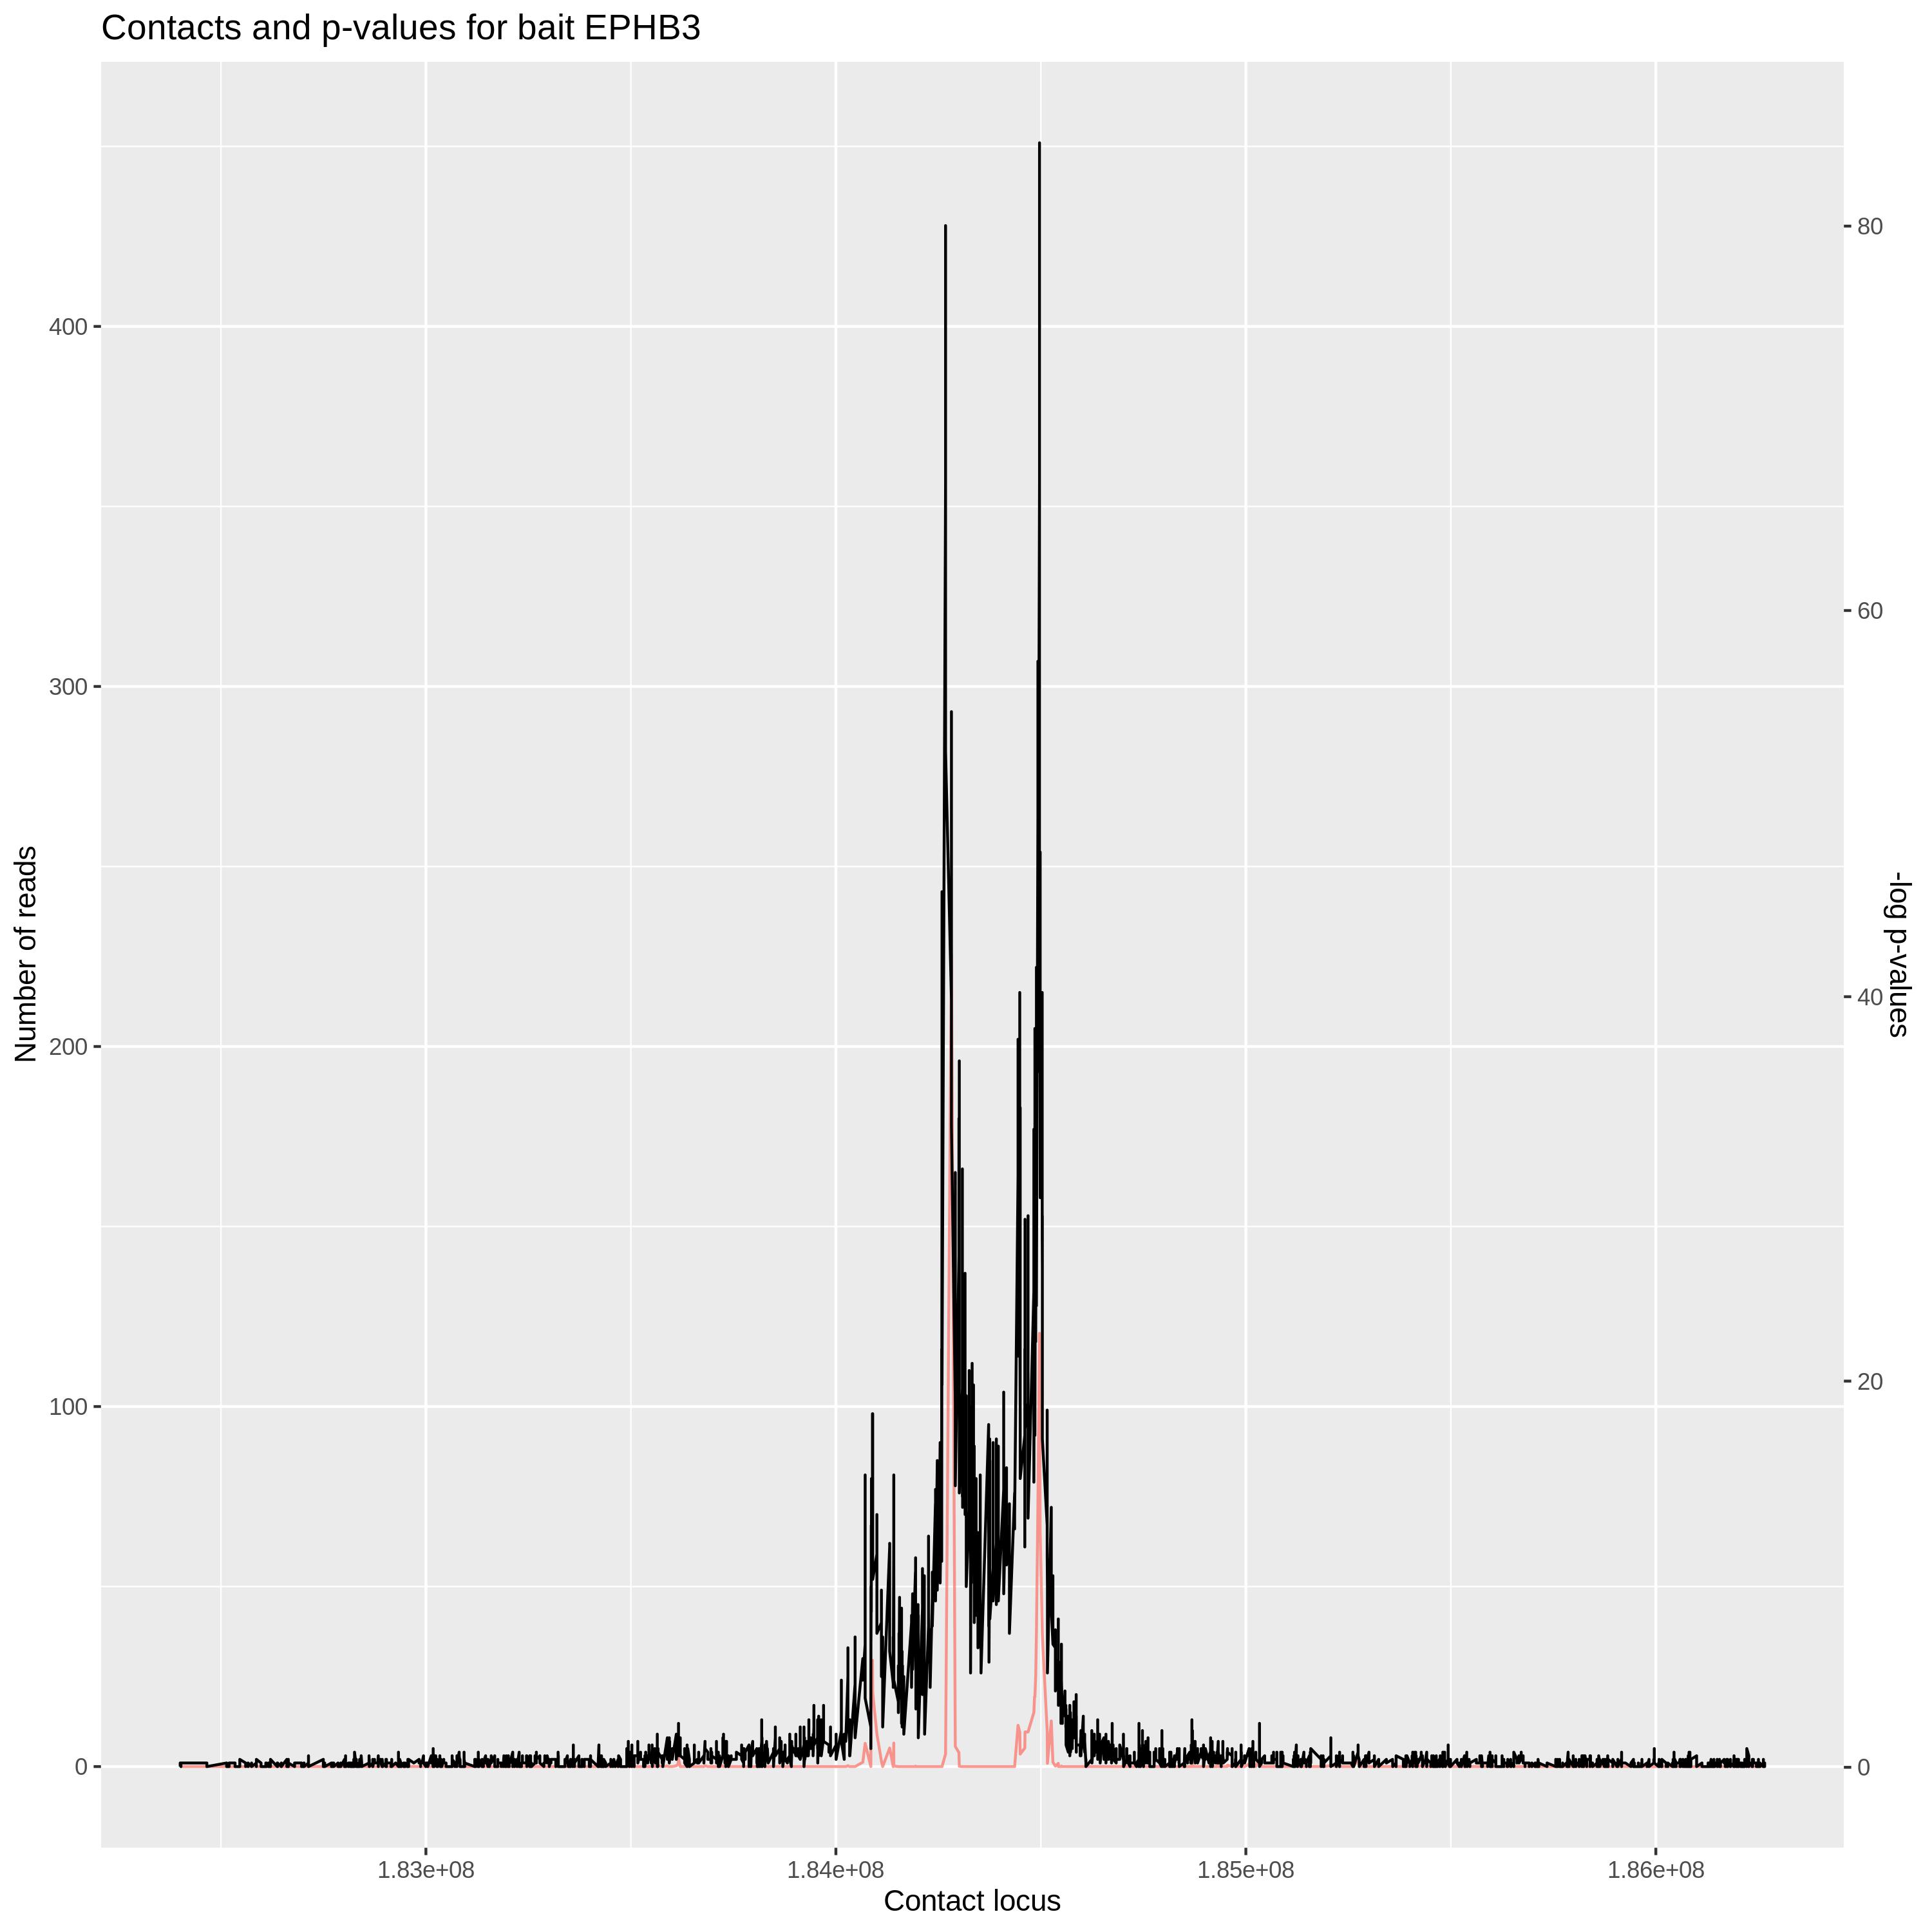 Contacts and p-values for bait EPHB3
Number of reads
400
300
200
100
0
80
60
40
20
0
-log p-values
1.83e+08 1.84e+08 1.85e+08 1.86e+08
Contact locus